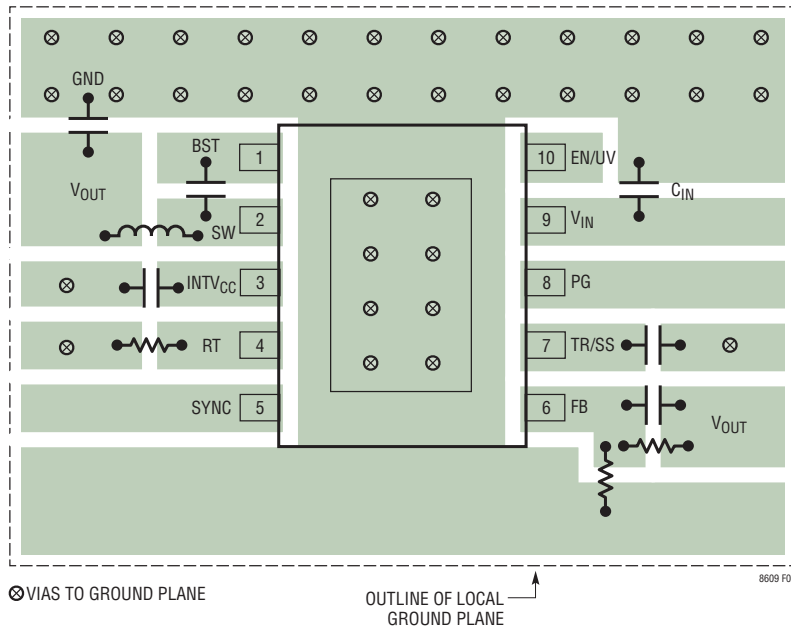 GND
BST
1
10 EN/UV
VOUT
CIN
SW 2
9 VIN
INTVCC 3
8 PG
RT 4
7 TR/SS
SYNC 5
6 FB
VOUT
8609 F0
VIAS TO GROUND PLANE
OUTLINE OF LOCAL
GROUND PLANE